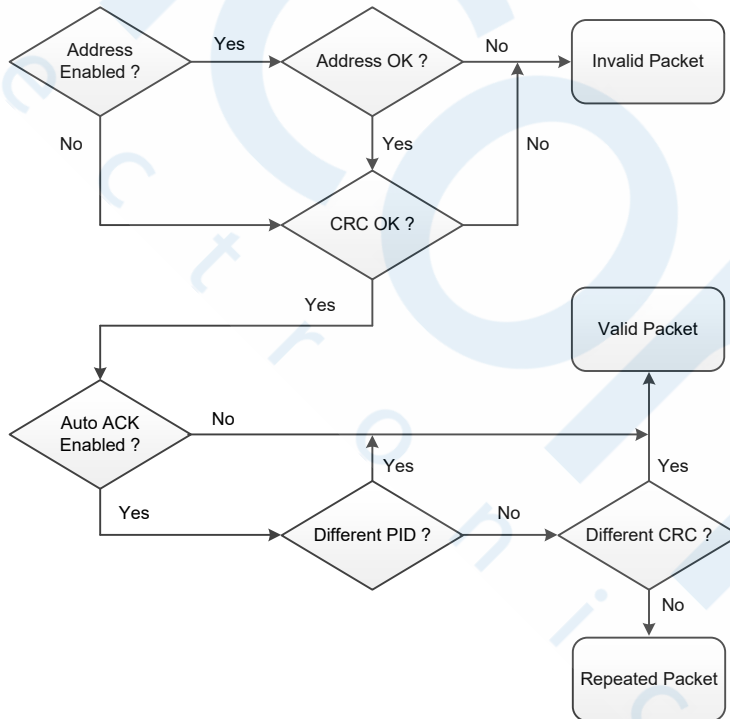 Address
Enabled ?
Yes
Address OK ?
No
Invalid Packet
No
Yes
No
CRC OK ?
Yes
Valid Packet
Auto ACK
Enabled ?
No
Yes
Yes
Yes
Different PID ?
No
Different CRC ?
No
Repeated Packet
e c t r o n i c